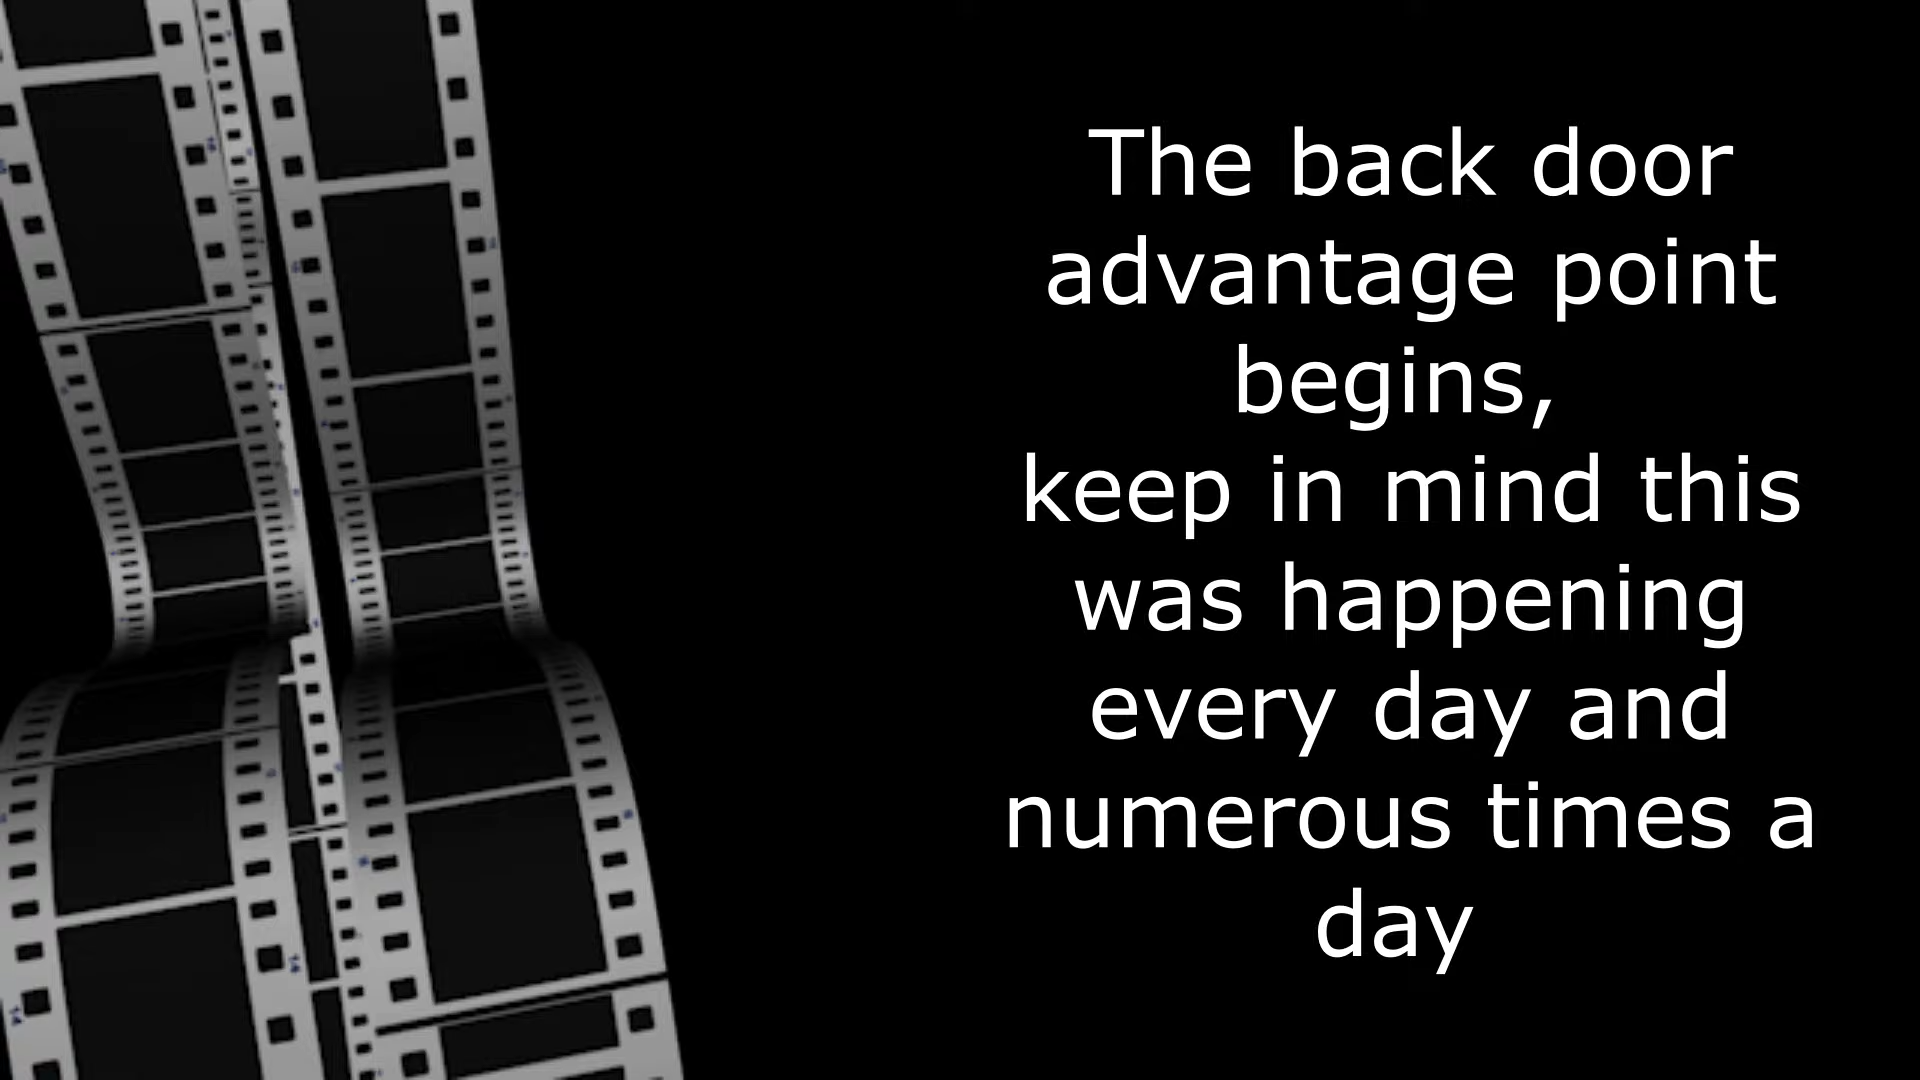 The back door
advantage point
begins,
keep in mind this
was happening
every day and
numerous times a
day